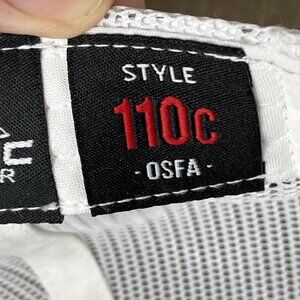 STYLE
110C
- OSFA -
C
R